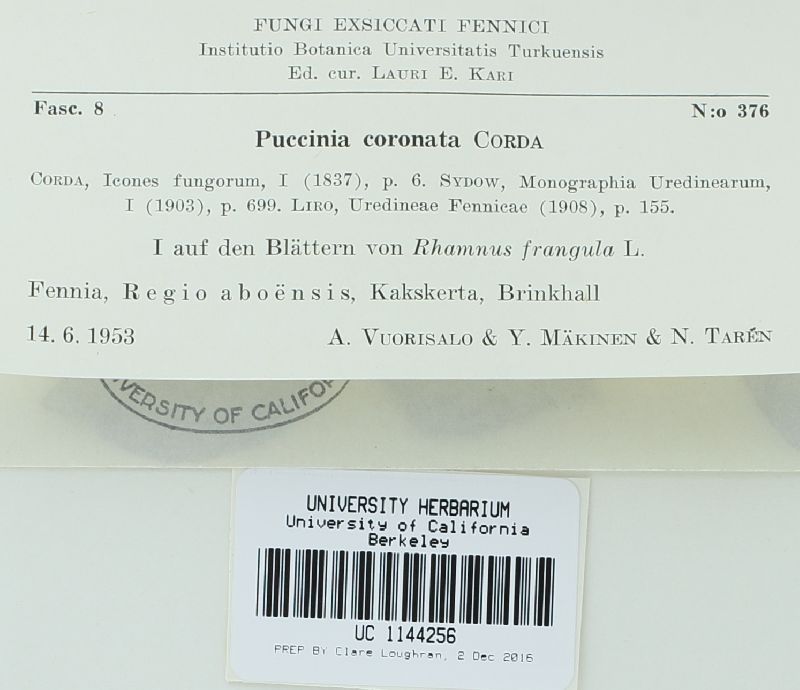 FUNGI EXSICCATI FENNICI
Institutio Botanica Universitatis Turkuensis
Ed. cur. LAURI E. KARI
Fasc. 8 N:o 376
Puccinia coronata CORDA
CORDA, Icones fungorum, I (1837), p. 6. SYDOW, Monographia Uredinearum,
I (1903), p. 699. LIRO, Uredineae Fennicae (1908), p. 155.
I auf den Blättern von Rhamnus frangula L.
Fennia, Regio aboënsis, Kakskerta, Brinkhall
14. 6. 1953 A. VUORISALO & Y. MÄKINEN & N. TARÉN
VERSITY OF CALIFO
UNIVERSITY HERBARIUM
University of California
Berkeley
UC 1144256
PREP BY Clare Loughran, 2 Dec 2016